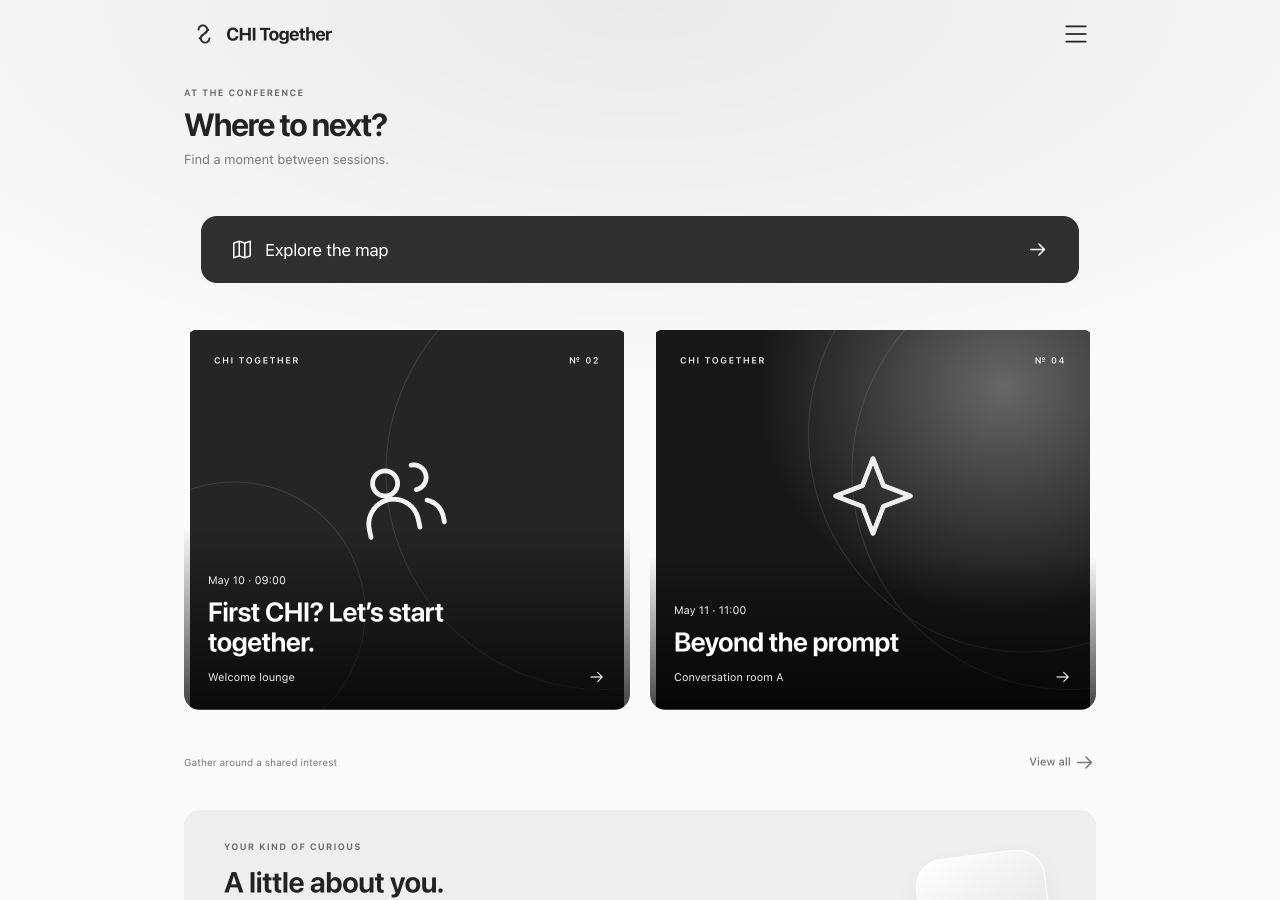 CHI Together
AT THE CONFERENCE
Where to next?
Find a moment between sessions.
Explore the map
CHI TOGETHER
№ 02
May 10 · 09:00
First CHI? Let’s start
together.
Welcome lounge
CHI TOGETHER
№ 04
May 11 · 11:00
Beyond the prompt
Conversation room A
Gather around a shared interest
View all
YOUR KIND OF CURIOUS
A little about you.